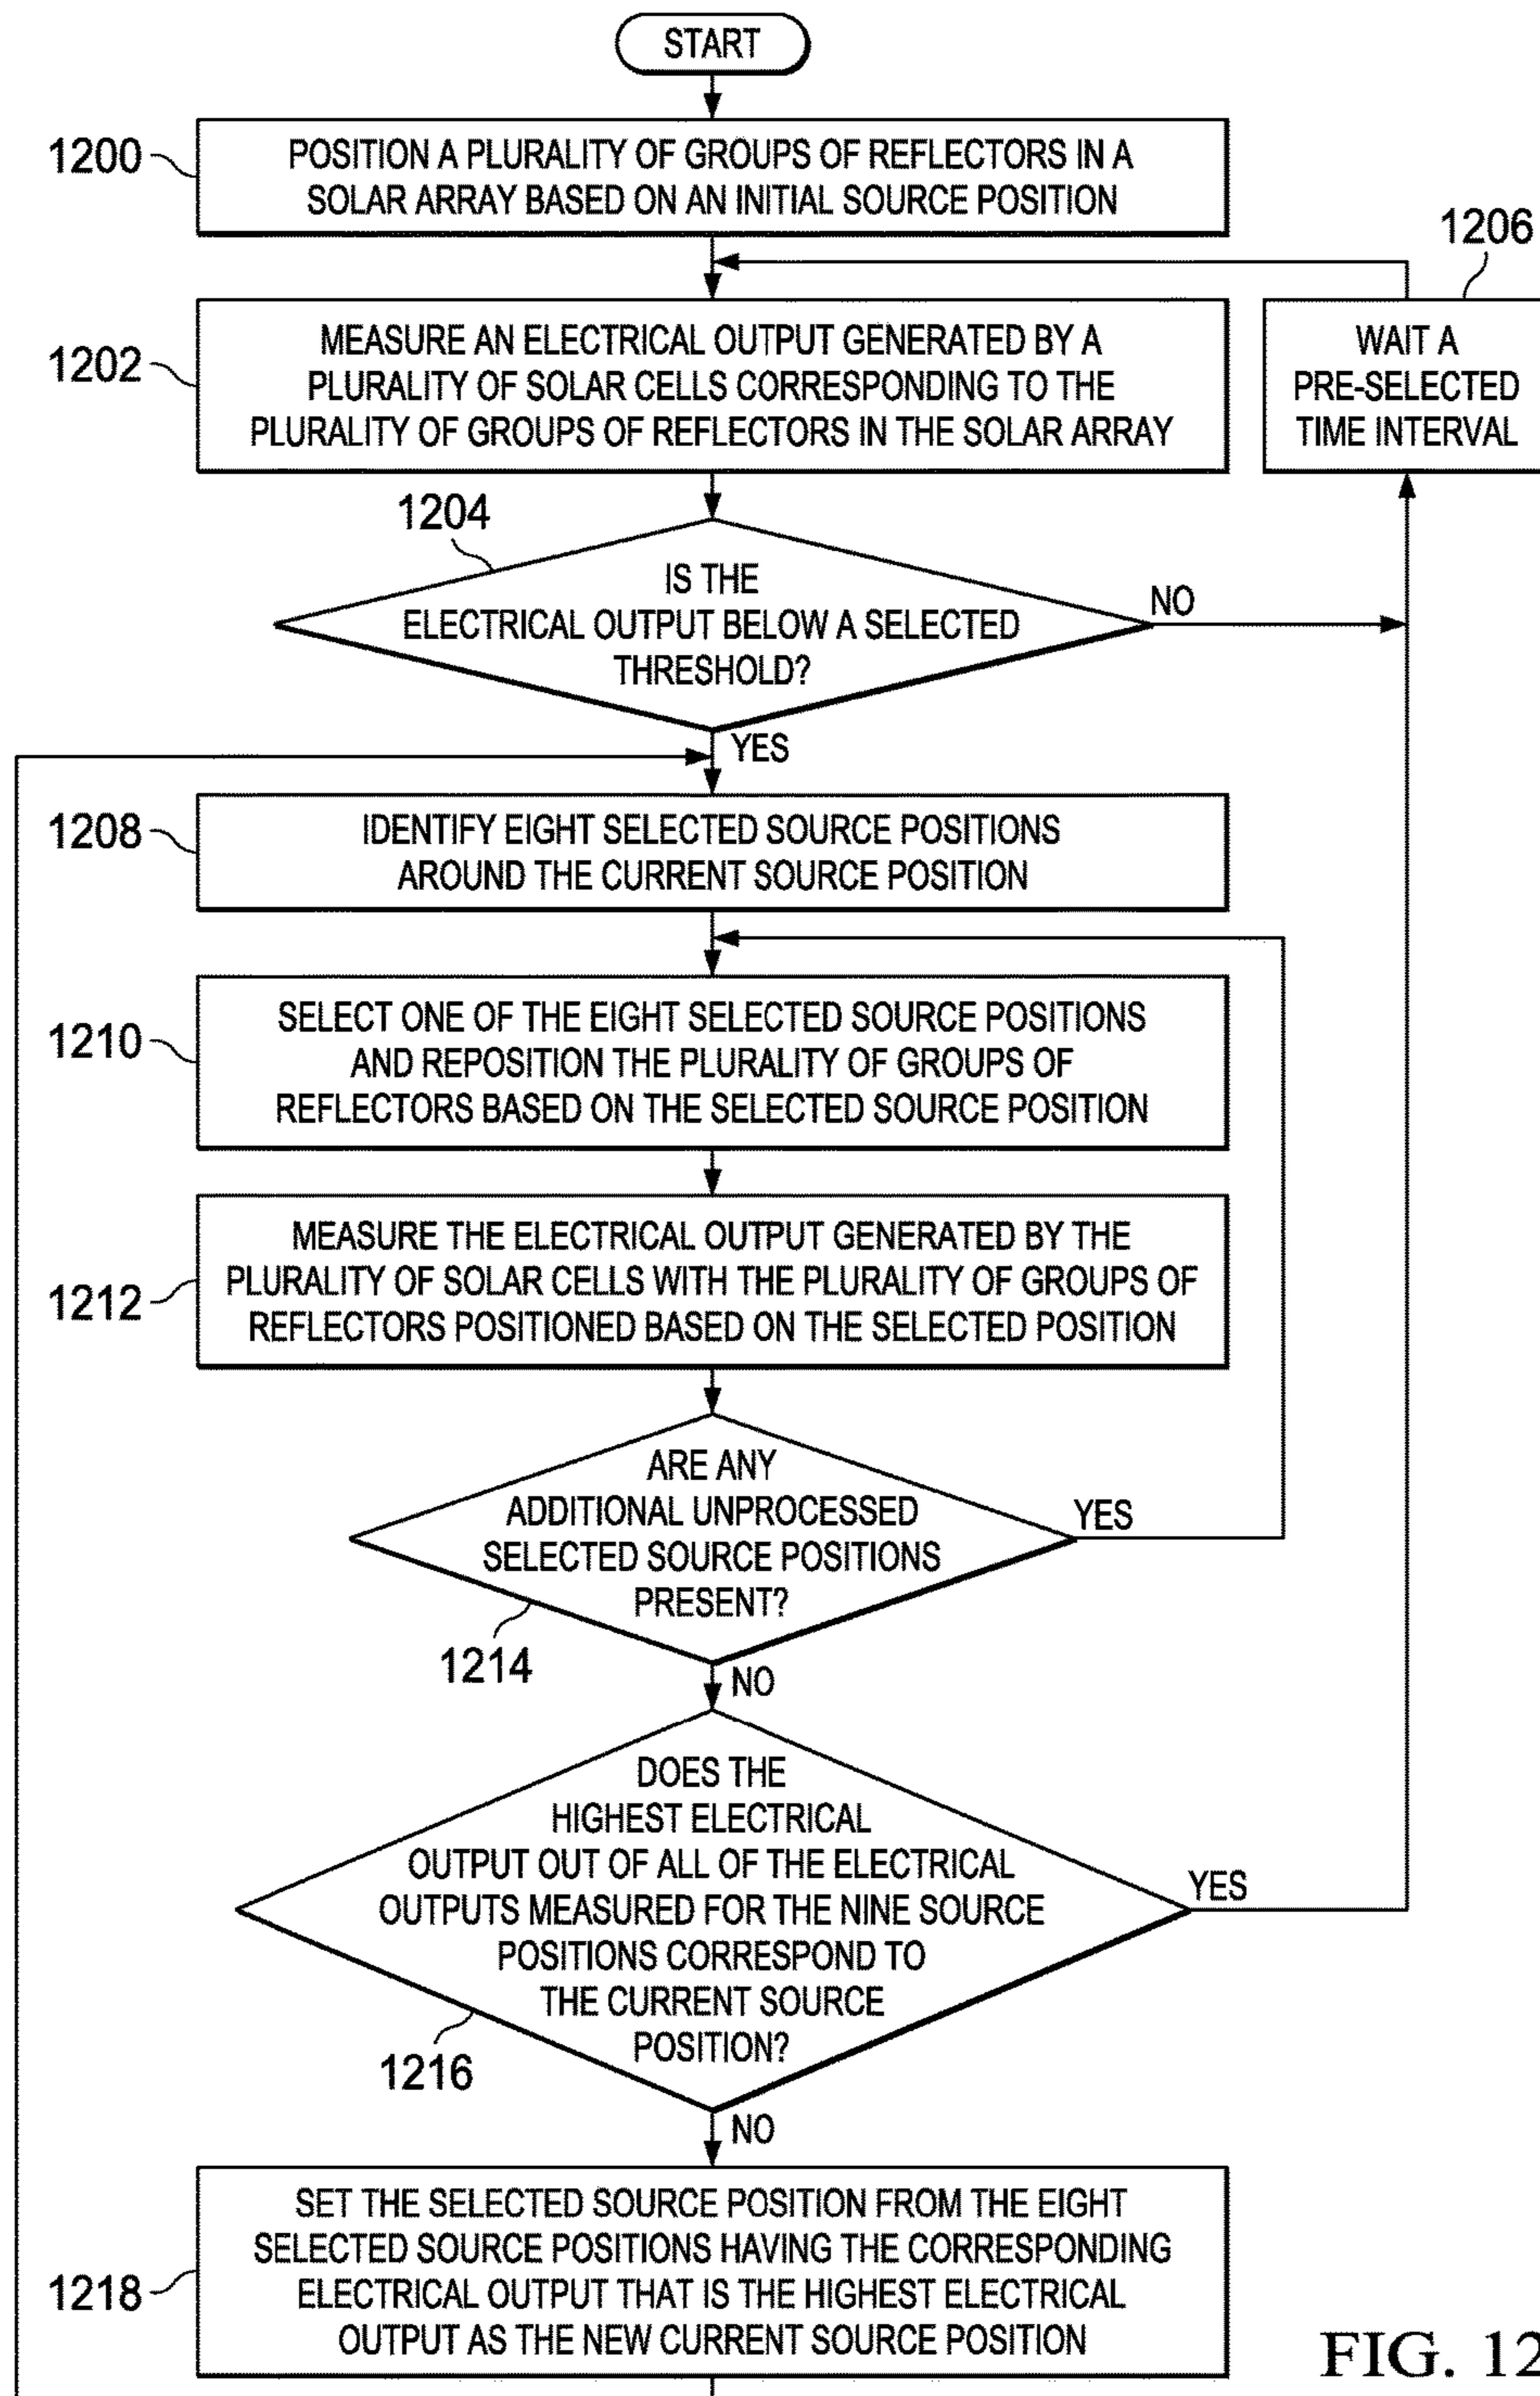 START
1200
POSITION A PLURALITY OF GROUPS OF REFLECTORS IN A
SOLAR ARRAY BASED ON AN INITIAL SOURCE POSITION
1206
WAIT A
PRE-SELECTED
TIME INTERVAL
1202
MEASURE AN ELECTRICAL OUTPUT GENERATED BY A
PLURALITY OF SOLAR CELLS CORRESPONDING TO THE
PLURALITY OF GROUPS OF REFLECTORS IN THE SOLAR ARRAY
1204
IS THE
ELECTRICAL OUTPUT BELOW A SELECTED
THRESHOLD?
NO
YES
1208
IDENTIFY EIGHT SELECTED SOURCE POSITIONS
AROUND THE CURRENT SOURCE POSITION
1210
SELECT ONE OF THE EIGHT SELECTED SOURCE POSITIONS
AND REPOSITION THE PLURALITY OF GROUPS OF
REFLECTORS BASED ON THE SELECTED SOURCE POSITION
1212
MEASURE THE ELECTRICAL OUTPUT GENERATED BY THE
PLURALITY OF SOLAR CELLS WITH THE PLURALITY OF GROUPS OF
REFLECTORS POSITIONED BASED ON THE SELECTED POSITION
ARE ANY
ADDITIONAL UNPROCESSED
SELECTED SOURCE POSITIONS
PRESENT?
YES
1214
NO
DOES THE
HIGHEST ELECTRICAL
OUTPUT OUT OF ALL OF THE ELECTRICAL
OUTPUTS MEASURED FOR THE NINE SOURCE
POSITIONS CORRESPOND TO
THE CURRENT SOURCE
POSITION?
YES
1216
NO
1218
SET THE SELECTED SOURCE POSITION FROM THE EIGHT
SELECTED SOURCE POSITIONS HAVING THE CORRESPONDING
ELECTRICAL OUTPUT THAT IS THE HIGHEST ELECTRICAL
OUTPUT AS THE NEW CURRENT SOURCE POSITION
FIG. 12